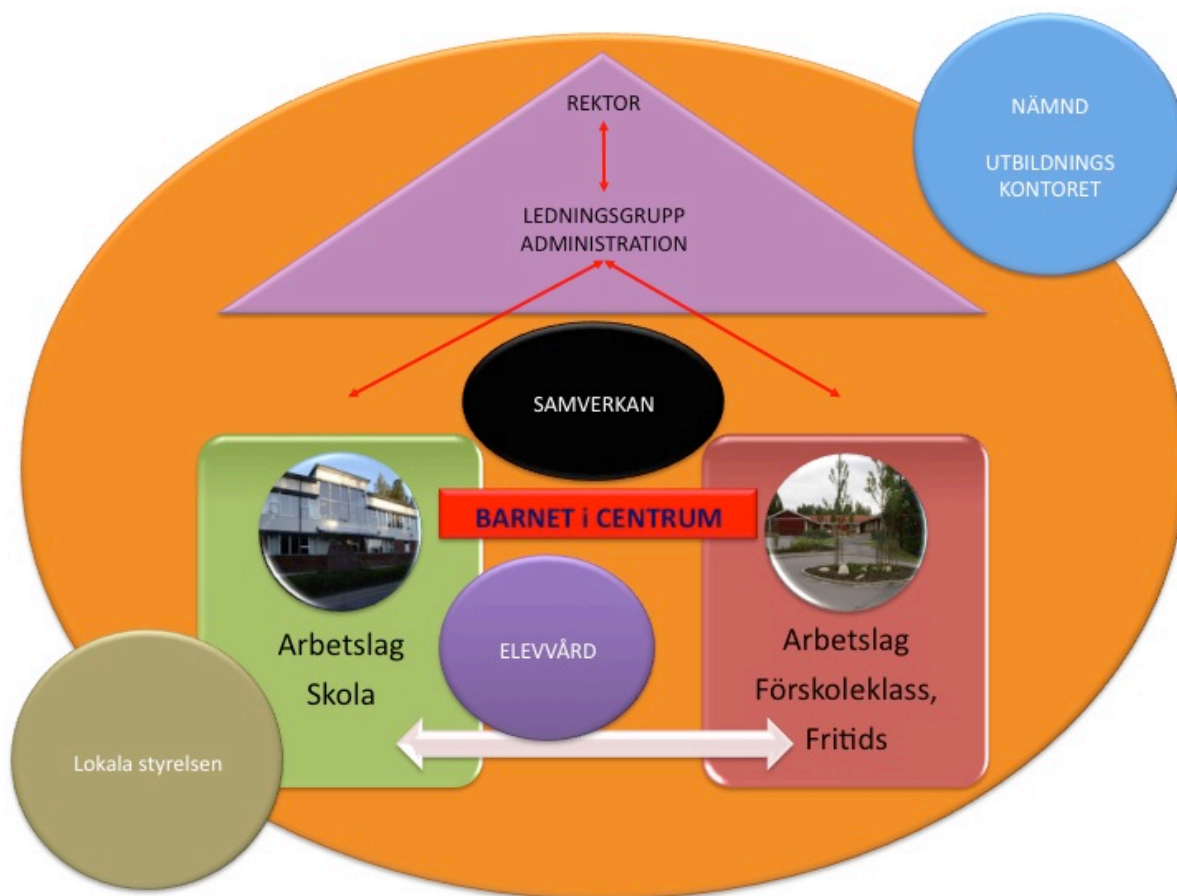 REKTOR
NÄMND
UTBILDNINGS
KONTORET
LEDNINGSGRUPP
ADMINISTRATION
SAMVERKAN
BARNET i CENTRUM
Arbetslag
Skola
ELEVVÅRD
Arbetslag
Förskoleklass,
Fritids
Lokala styrelsen